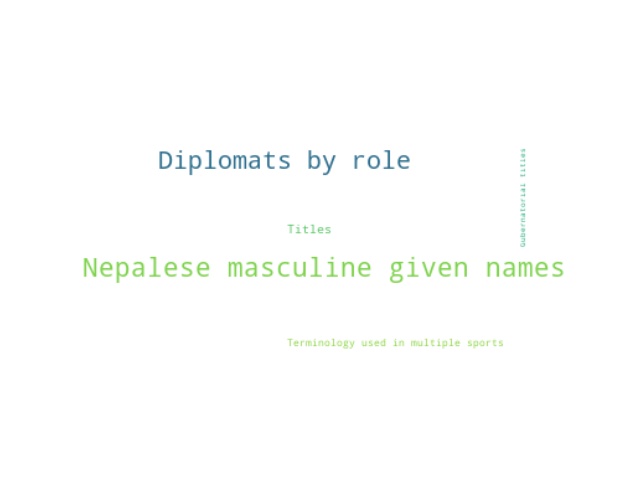 Diplomats by role
Gubernatorial titles
Titles
Nepalese masculine given names
Terminology used in multiple sports